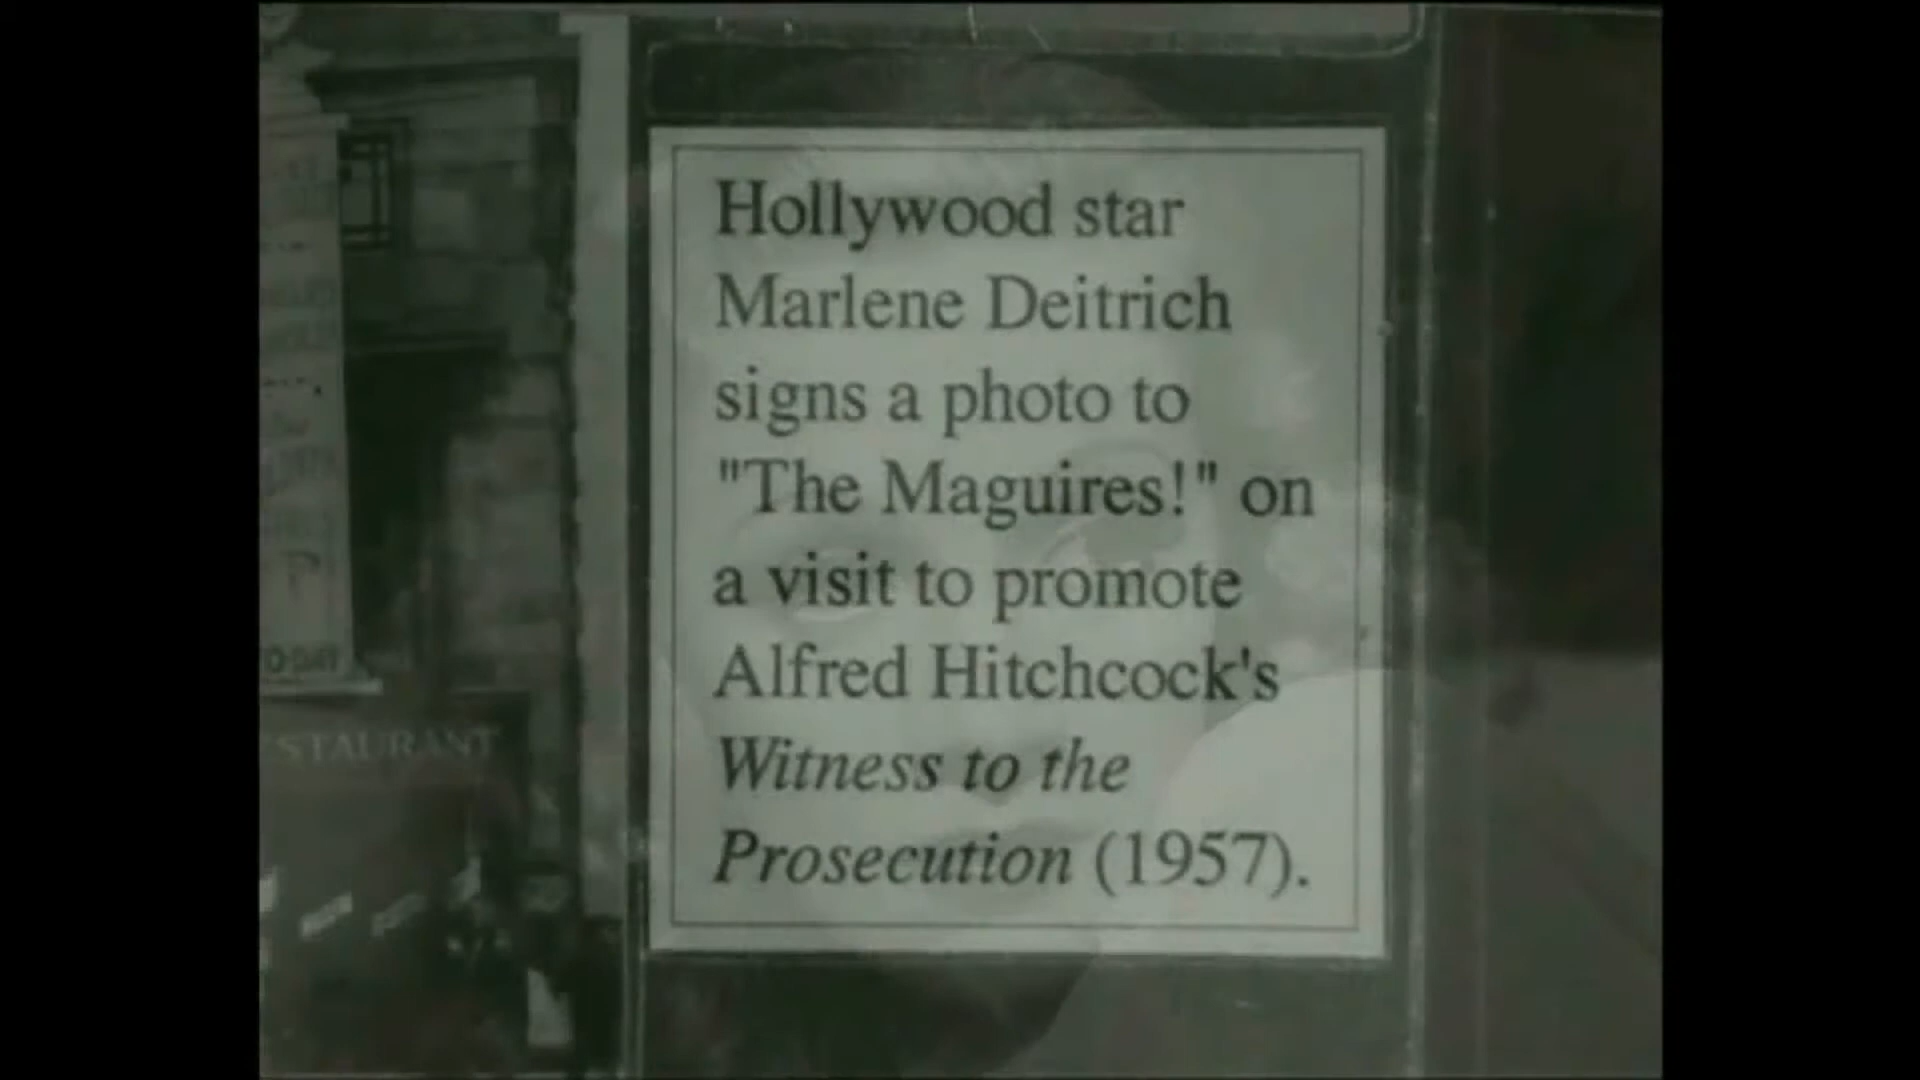 Hollywood star
Marlene Deitrich
signs a photo to
"The Maguires!" on
a visit to promote
Alfred Hitchcock's
Witness to the
Prosecution (1957).
STAURANT